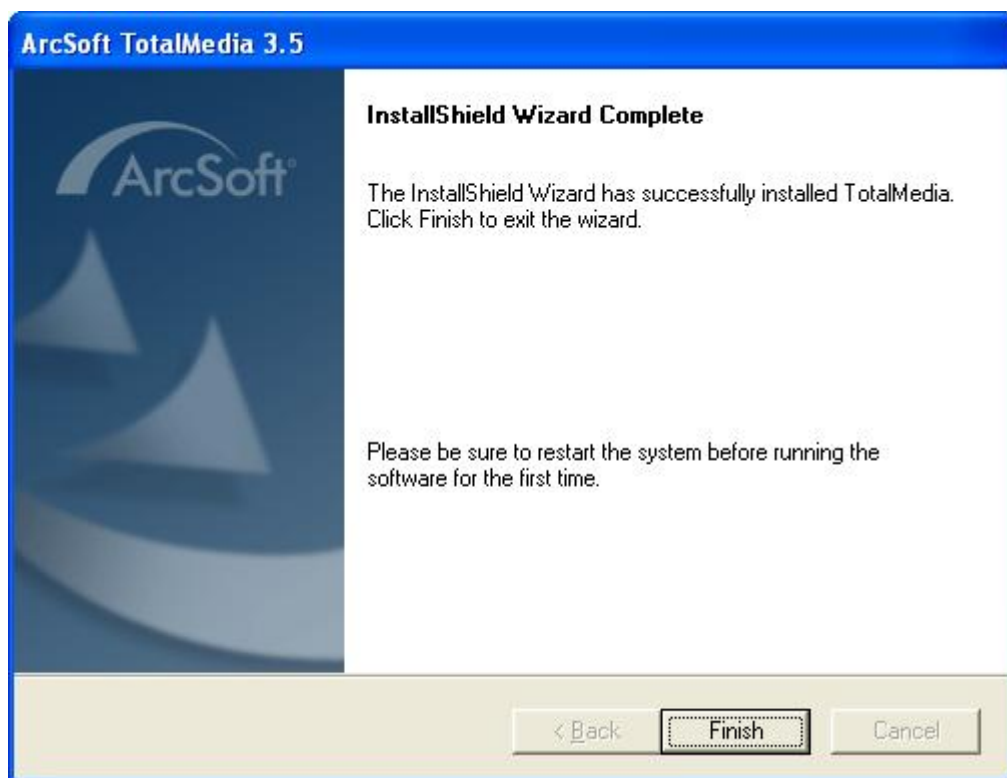 ArcSoft TotalMedia 3.5
ArcSoft®
InstallShield Wizard Complete
The InstallShield Wizard has successfully installed TotalMedia.
Click Finish to exit the wizard.
Please be sure to restart the system before running the
software for the first time.
< Back
Finish
Cancel